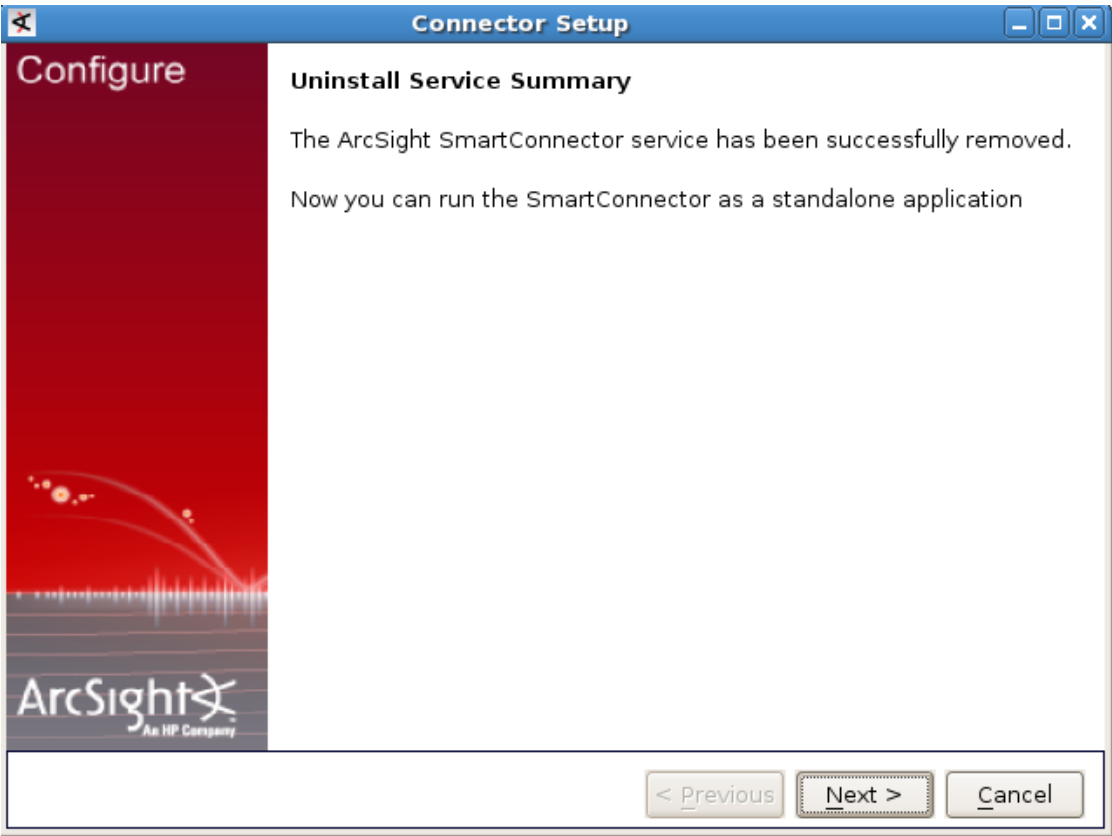 Connector Setup
Configure
Uninstall Service Summary
The ArcSight SmartConnector service has been successfully removed.
Now you can run the SmartConnector as a standalone application
ArcSight
An HP Company
< Previous
Next >
Cancel